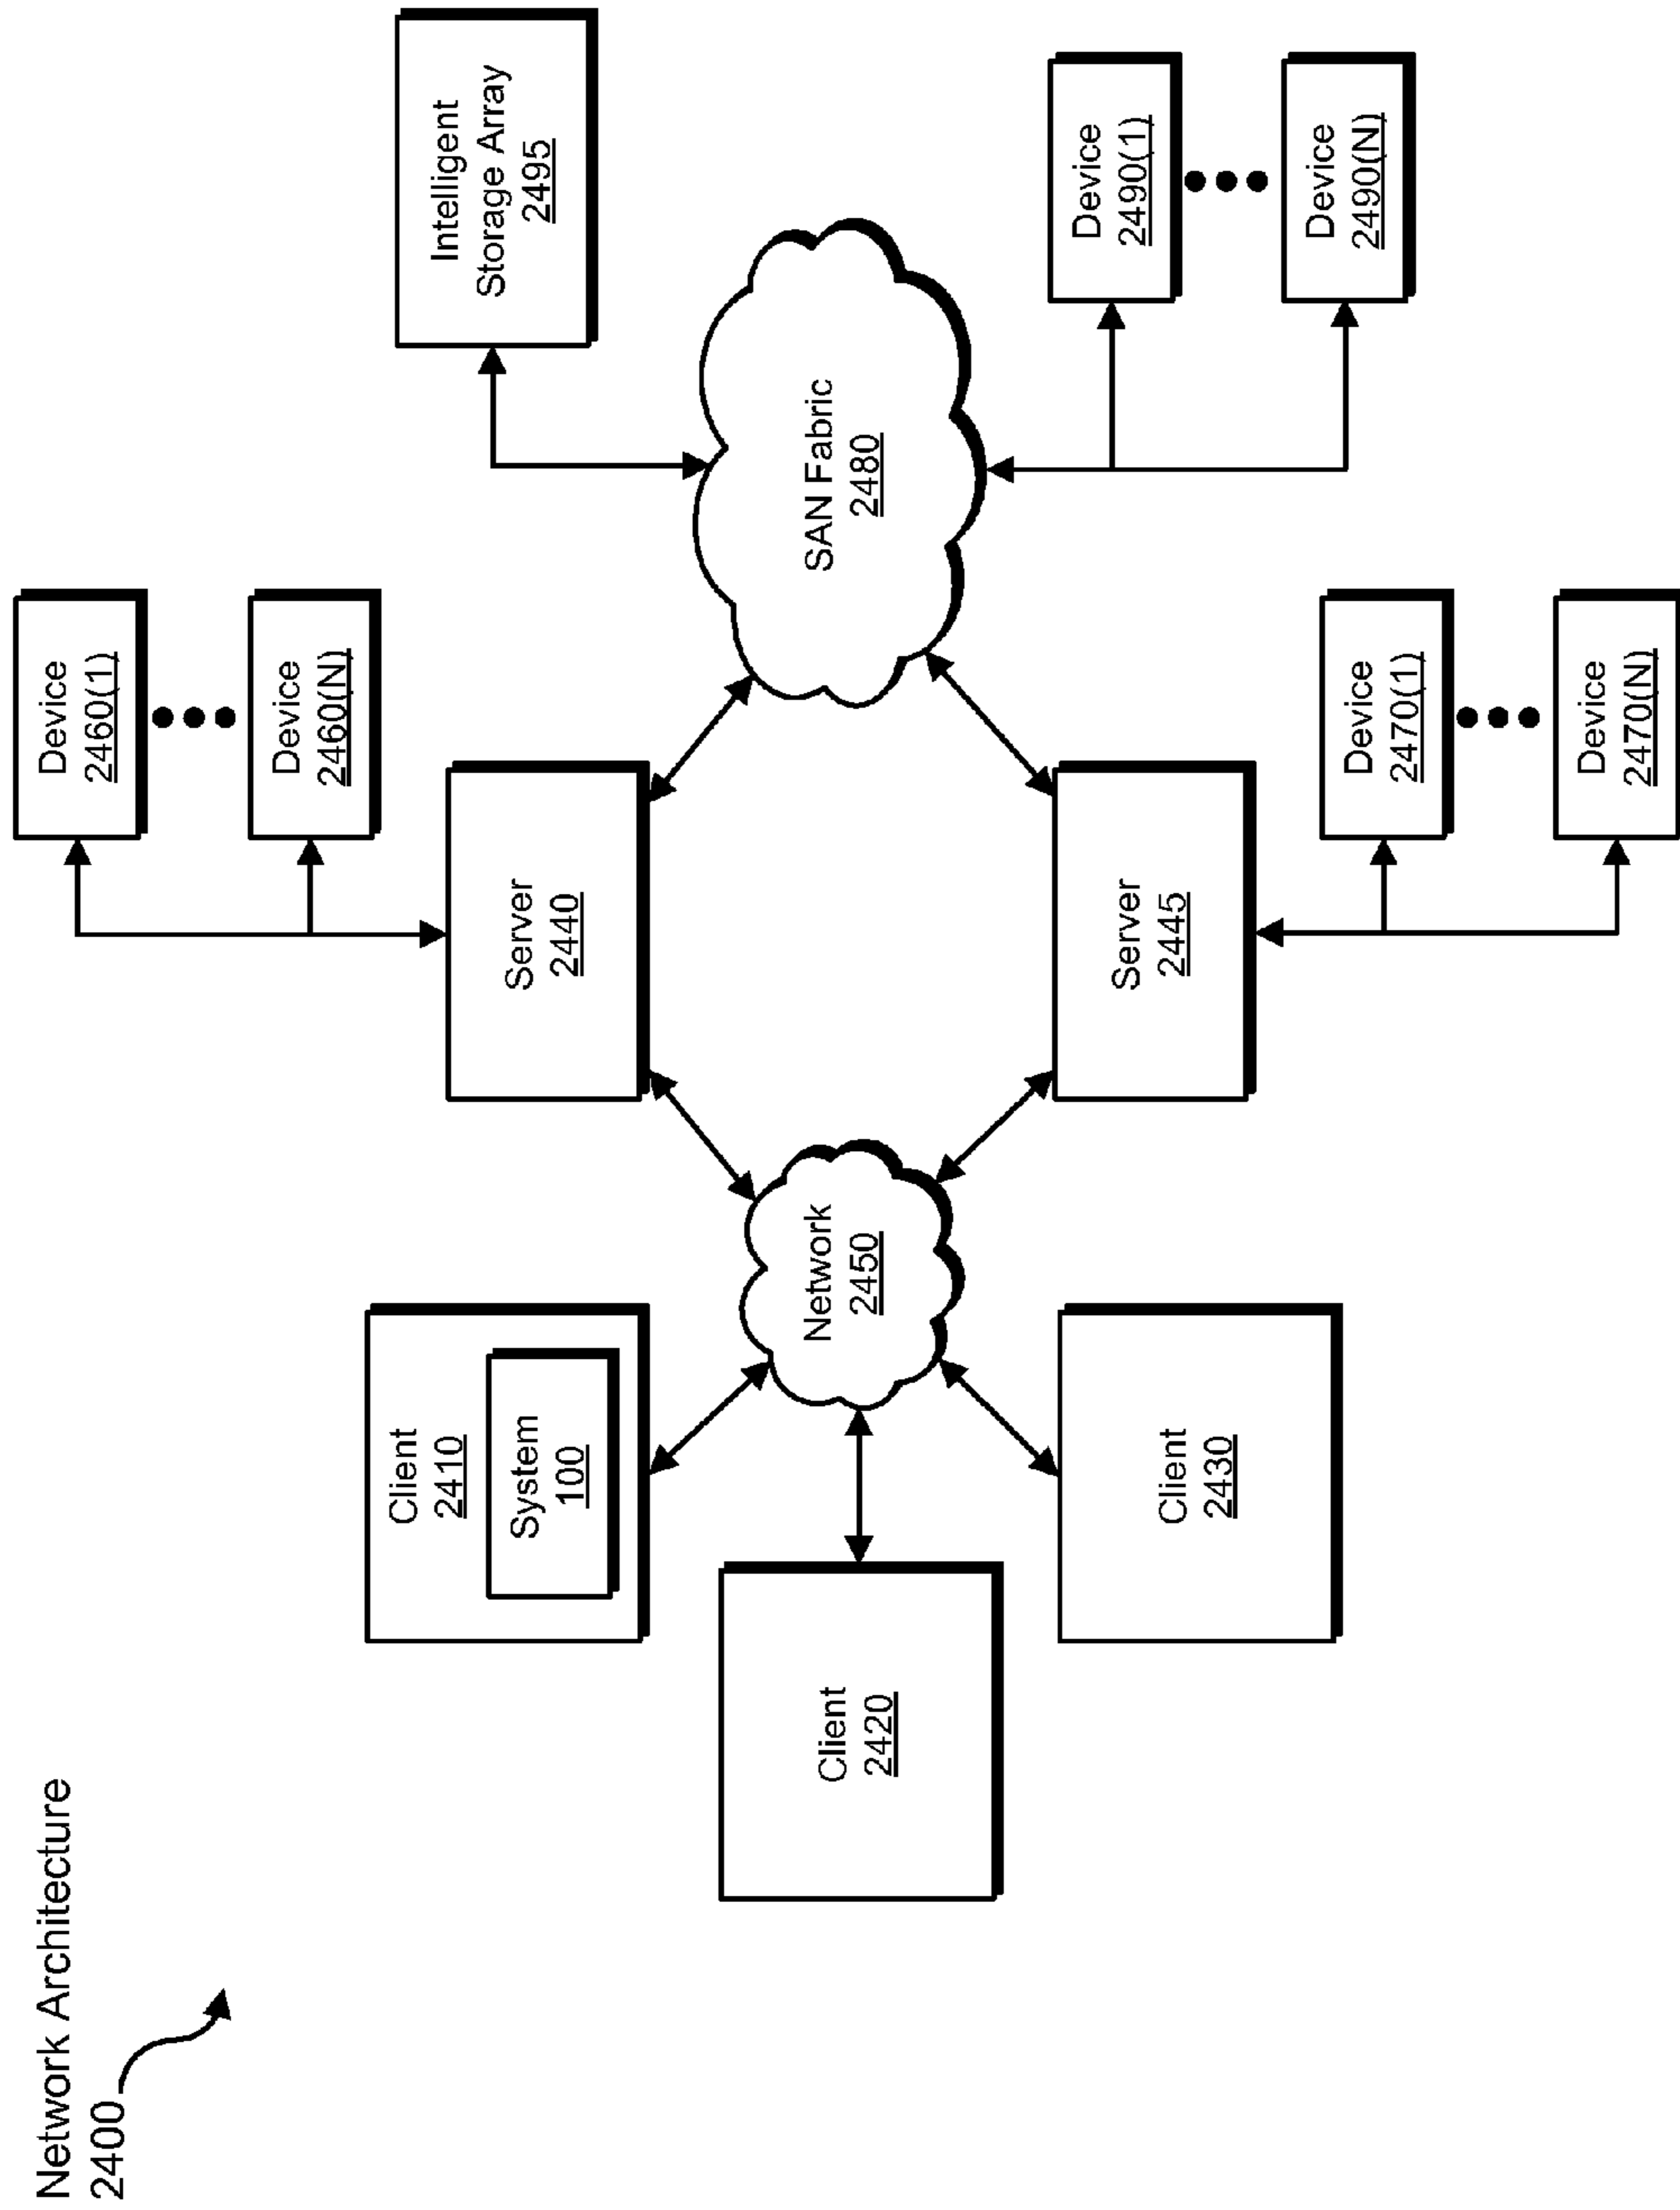 Network Architecture
2400
Client
2410
System
100
Client
2420
Client
2430
Network
2450
Server
2440
Server
2445
Device
2460(1)
Device
2460(N)
Device
2470(1)
Device
2470(N)
SAN Fabric
2480
Intelligent
Storage Array
2495
Device
2490(1)
Device
2490(N)